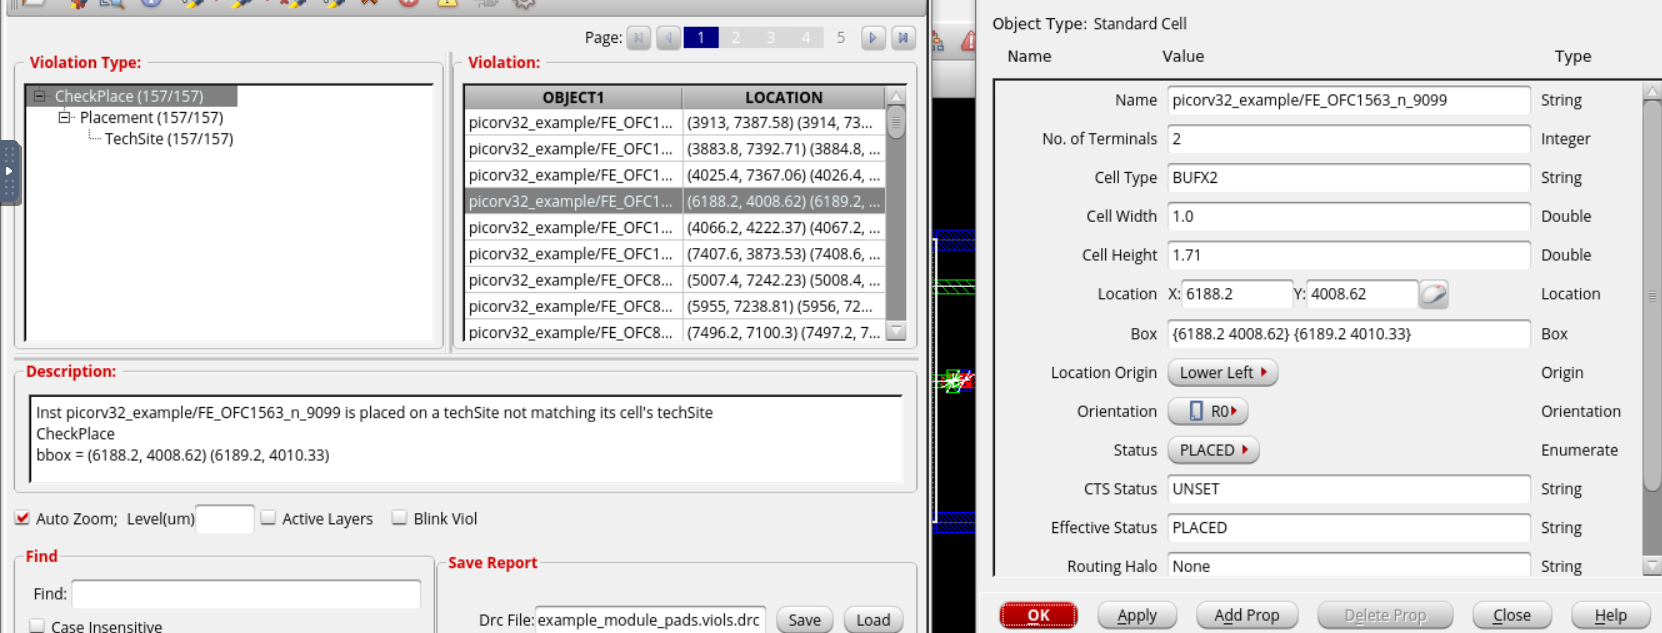 Page: 1 2 3 4 5
Violation Type:
CheckPlace (157/157)
Placement (157/157)
TechSite (157/157)
Violation:
OBJECT1 LOCATION
picorv32_example/FE_OFC1... (3913, 7387.58) (3914, 73...
picorv32_example/FE_OFC1... (3883.8, 7392.71) (3884.8, ...
picorv32_example/FE_OFC1... (4025.4, 7367.06) (4026.4, ...
picorv32_example/FE_OFC1... (6188.2, 4008.62) (6189.2, ...
picorv32_example/FE_OFC1... (4066.2, 4222.37) (4067.2, ...
picorv32_example/FE_OFC1... (7407.6, 3873.53) (7408.6, ...
picorv32_example/FE_OFC8... (5007.4, 7242.23) (5008.4, ...
picorv32_example/FE_OFC8... (5955, 7238.81) (5956, 72...
picorv32_example/FE_OFC8... (7496.2, 7100.3) (7497.2, 7...
Description:
Inst picorv32_example/FE_OFC1563_n_9099 is placed on a techSite not matching its cell's techSite
CheckPlace
bbox = (6188.2, 4008.62) (6189.2, 4010.33)
Auto Zoom; Level(um) Active Layers Blink Viol
Find
Find:
Case Insensitive
Save Report
Drc File: example_module_pads.viols.drc Save Load
Object Type: Standard Cell
Name Value Type
Name picorv32_example/FE_OFC1563_n_9099 String
No. of Terminals 2 Integer
Cell Type BUFX2 String
Cell Width 1.0 Double
Cell Height 1.71 Double
Location X: 6188.2 Y: 4008.62 Location
Box {6188.2 4008.62} {6189.2 4010.33} Box
Location Origin Lower Left Origin
Orientation R0 Orientation
Status PLACED Enumerate
CTS Status UNSET String
Effective Status PLACED String
Routing Halo None String
OK Apply Add Prop Delete Prop Close Help